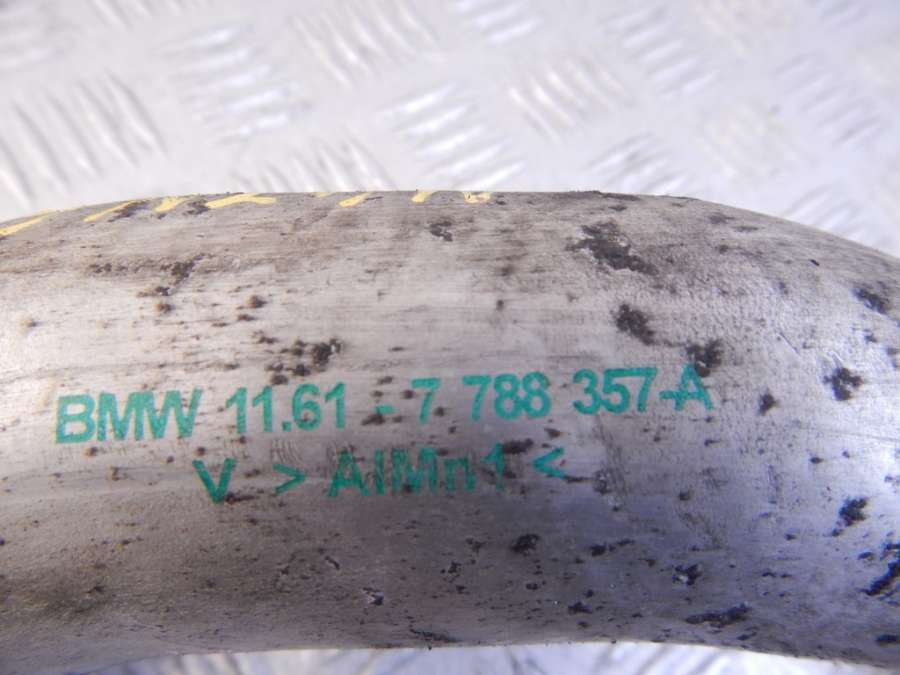 BMW 11.61 - 7 788 357-A
V > AlMn1 <